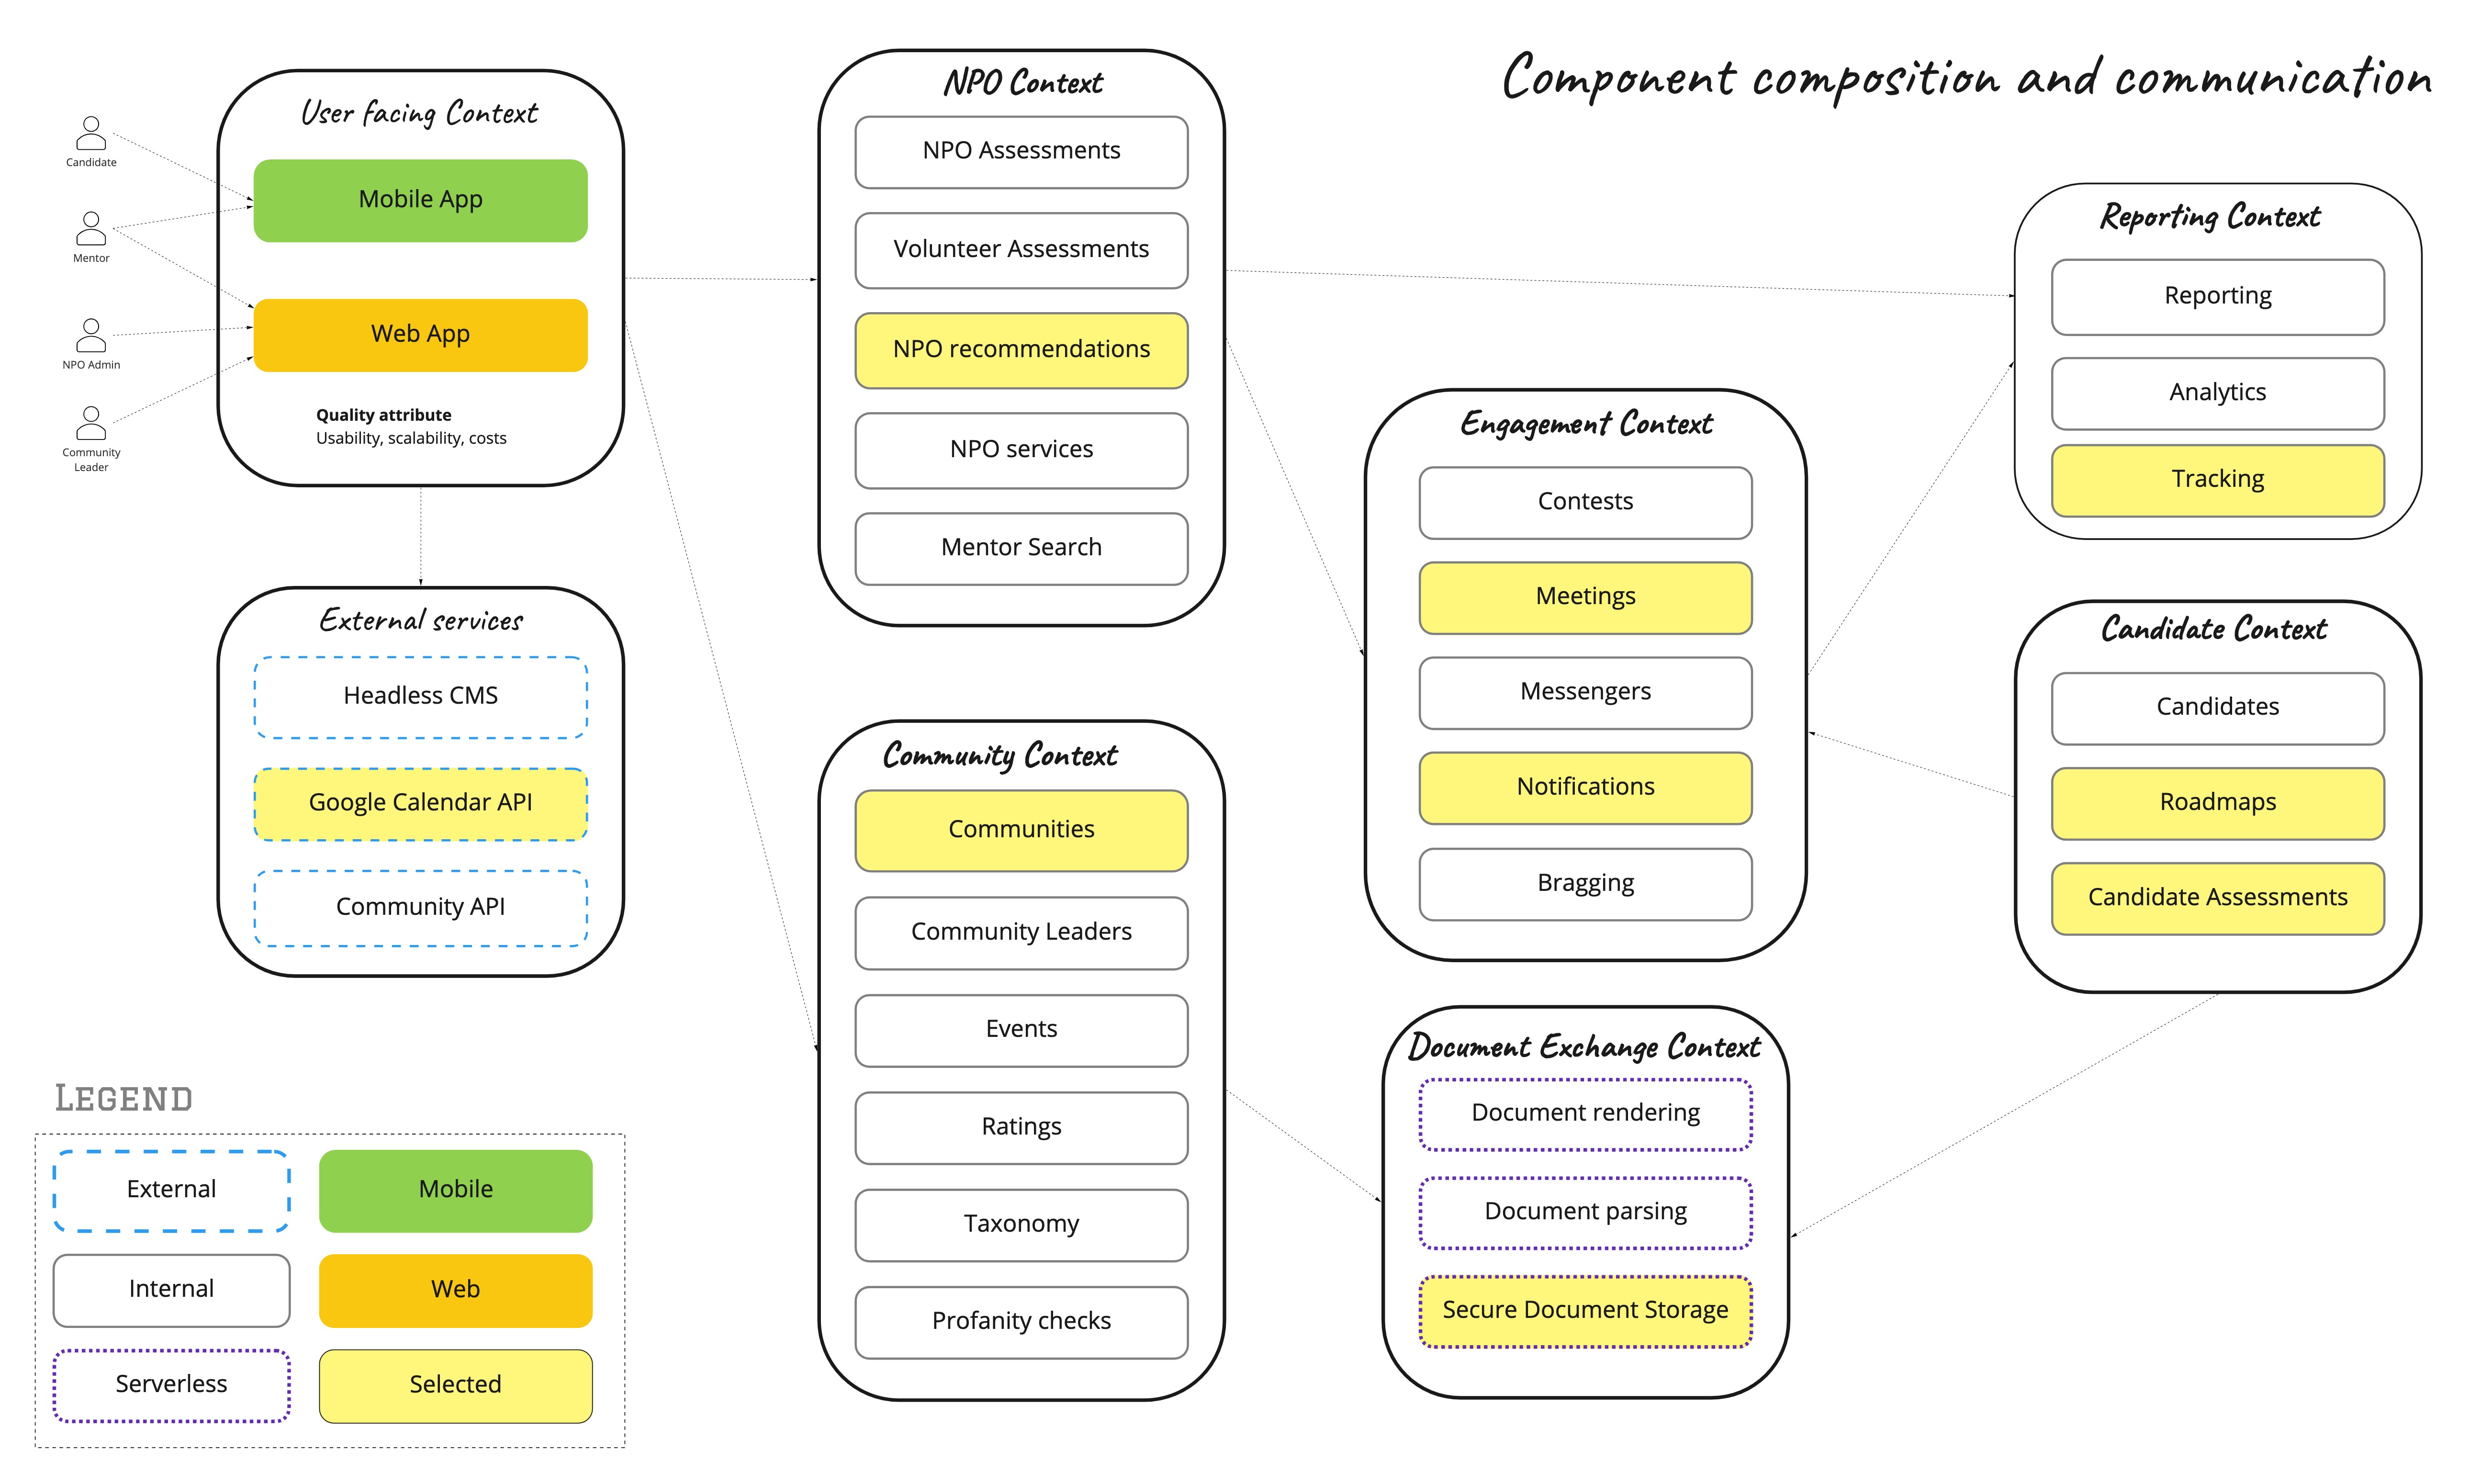 Component composition and communication
Candidate
Mentor
NPO Admin
Community
Leader
User facing Context
Mobile App
Web App
Quality attribute
Usability, scalability, costs
External services
Headless CMS
Google Calendar API
Community API
NPO Context
NPO Assessments
Volunteer Assessments
NPO recommendations
NPO services
Mentor Search
Community Context
Communities
Community Leaders
Events
Ratings
Taxonomy
Profanity checks
Engagement Context
Contests
Meetings
Messengers
Notifications
Bragging
Document Exchange Context
Document rendering
Document parsing
Secure Document Storage
Reporting Context
Reporting
Analytics
Tracking
Candidate Context
Candidates
Roadmaps
Candidate Assessments
LEGEND
External
Mobile
Internal
Web
Serverless
Selected